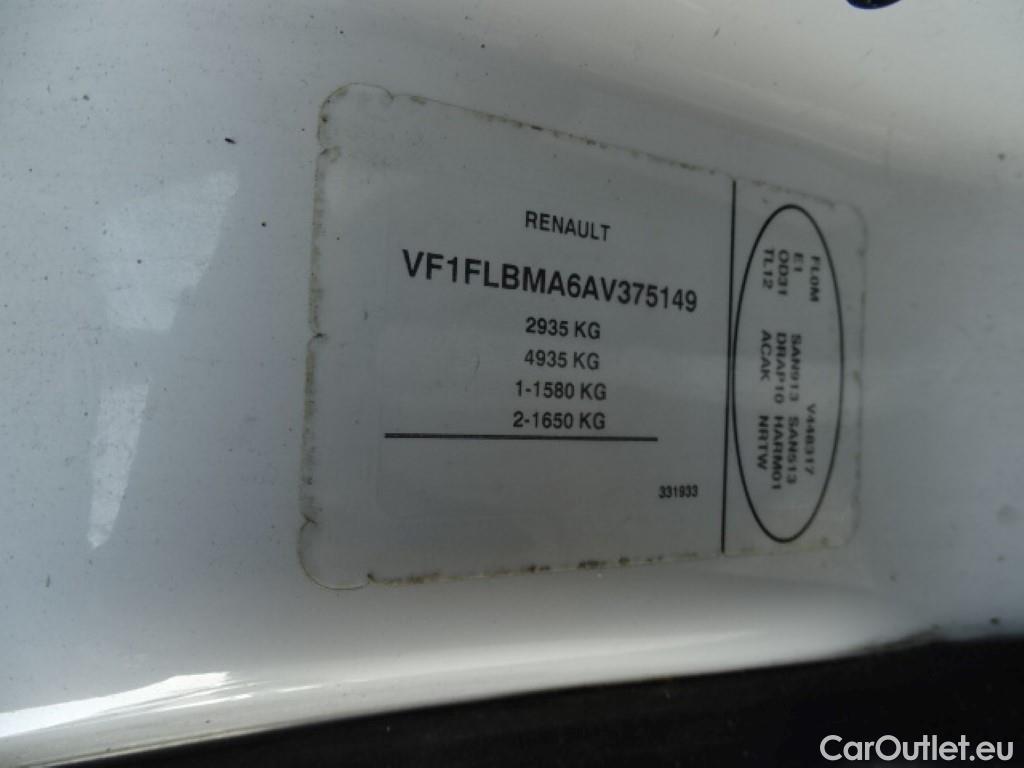 RENAULT
VF1FLBMA6AV375149
2935 KG
4935 KG
1-1580 KG
2-1650 KG
331933
FL0M V448317
E1 SAN913 SAN513
OD31 DRAP10 HARM01
TL12 ACAK NRTW
CarOutlet.eu